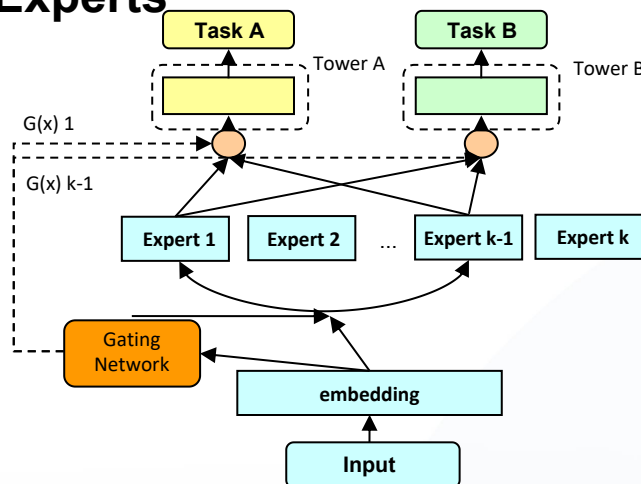 Experts
Task A
Task B
Tower A
Tower B
G(x) 1
G(x) k-1
Expert 1
Expert 2
...
Expert k-1
Expert k
Gating
Network
embedding
Input